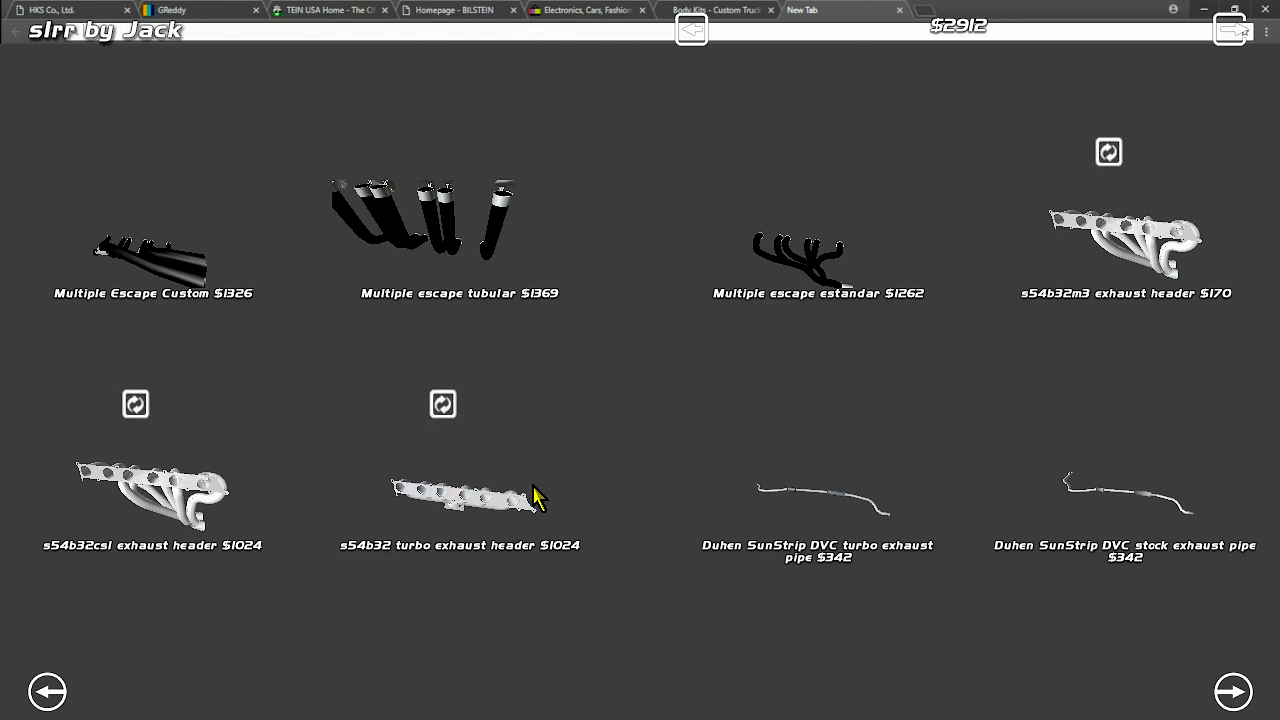 HKS Co., Ltd.
GReddy
TEIN USA Home - The O
Homepage - BILSTEIN
Electronics, Cars, Fashion
Body Kits - Custom Truck
New Tab
slrr by Jack
$2912
Multiple Escape Custom $1326
Multiple escape tubular $1369
Multiple escape estandar $1262
s54b32m3 exhaust header $170
s54b32csl exhaust header $1024
s54b32 turbo exhaust header $1024
Duhen SunStrip DVC turbo exhaust
pipe $342
Duhen SunStrip DVC stock exhaust pipe
$342